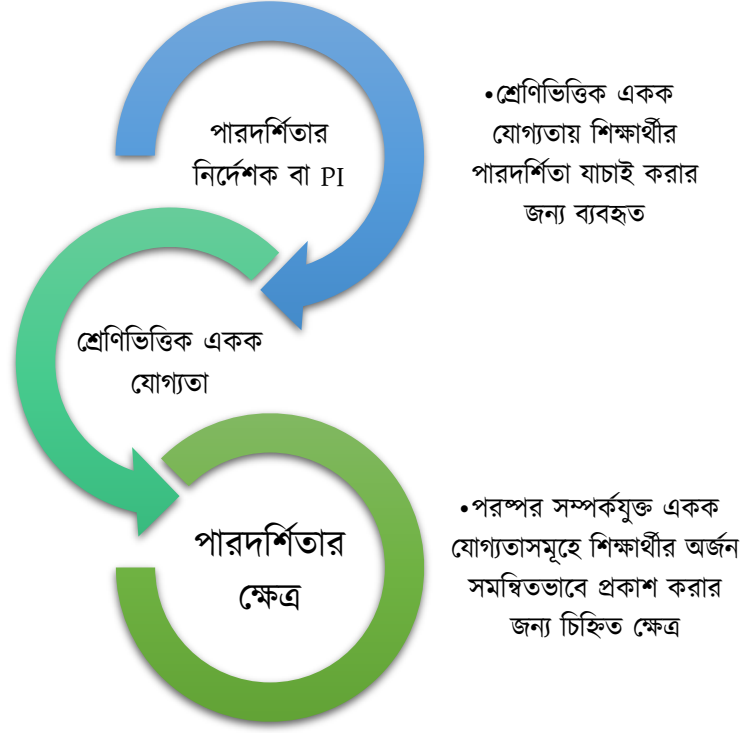 পারদর্শিতার
নির্দেশক বা PI
•শ্রেণিভিত্তিক একক
যোগ্যতায় শিক্ষার্থীর
পারদর্শিতা যাচাই করার
জন্য ব্যবহৃত
শ্রেণিভিত্তিক একক
যোগ্যতা
পারদর্শিতার
ক্ষেত্র
•পরষ্পর সম্পর্কযুক্ত একক
যোগ্যতাসমূহে শিক্ষার্থীর অর্জন
সমন্বিতভাবে প্রকাশ করার
জন্য চিহ্নিত ক্ষেত্র